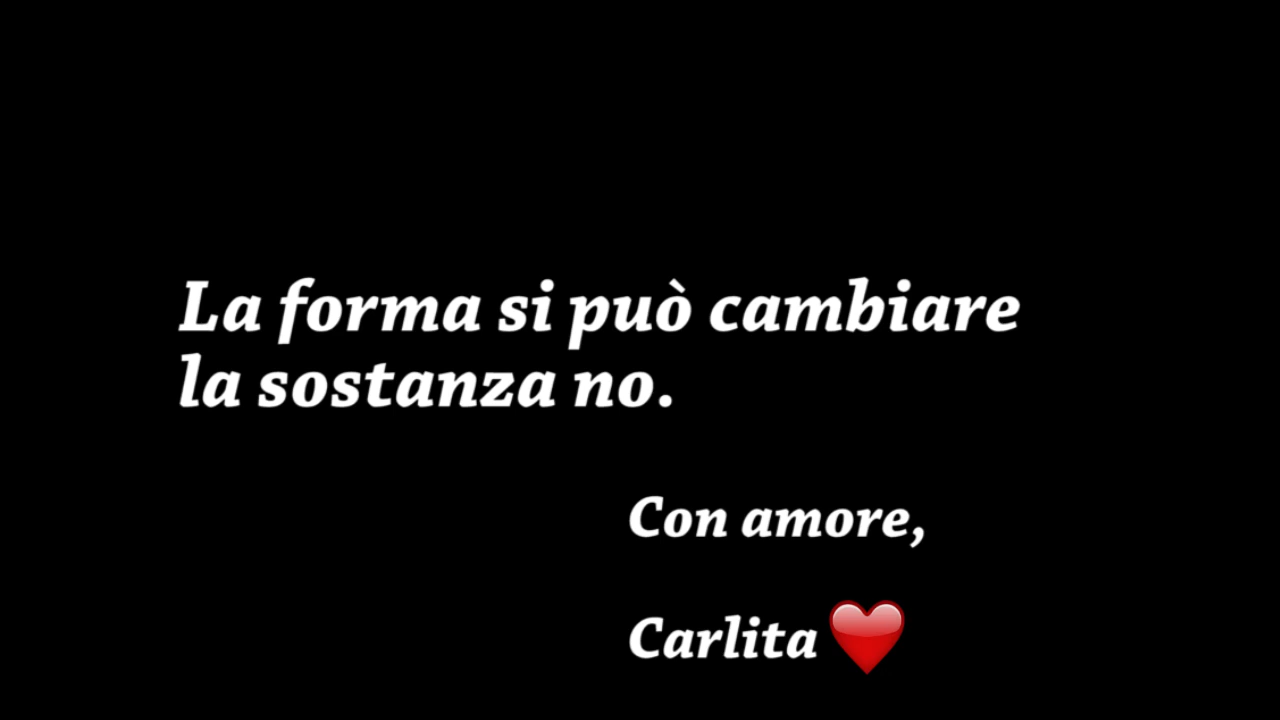 La forma si può cambiare
la sostanza no.
Con amore,
Carlita ❤️